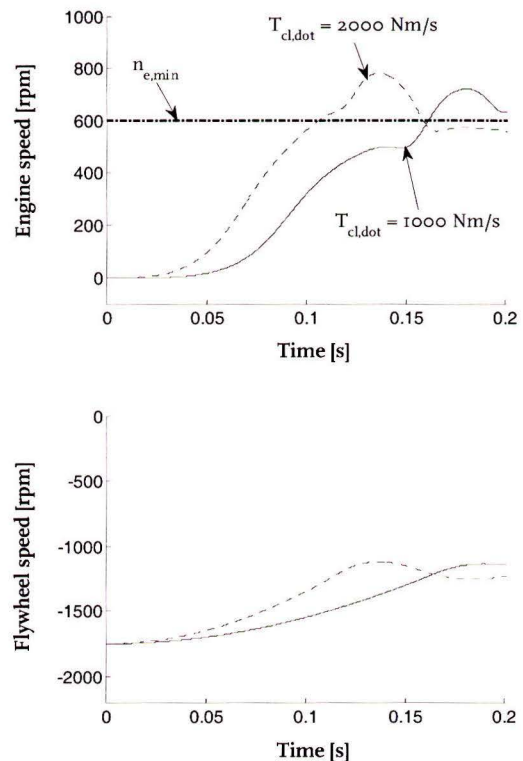 1000
800
600
400
200
0
Engine speed [rpm]
n_e,min
T_cl,dot = 2000 Nm/s
T_cl,dot = 1000 Nm/s
0 0.05 0.1 0.15 0.2
Time [s]
0
-500
-1000
-1500
-2000
Flywheel speed [rpm]
0 0.05 0.1 0.15 0.2
Time [s]